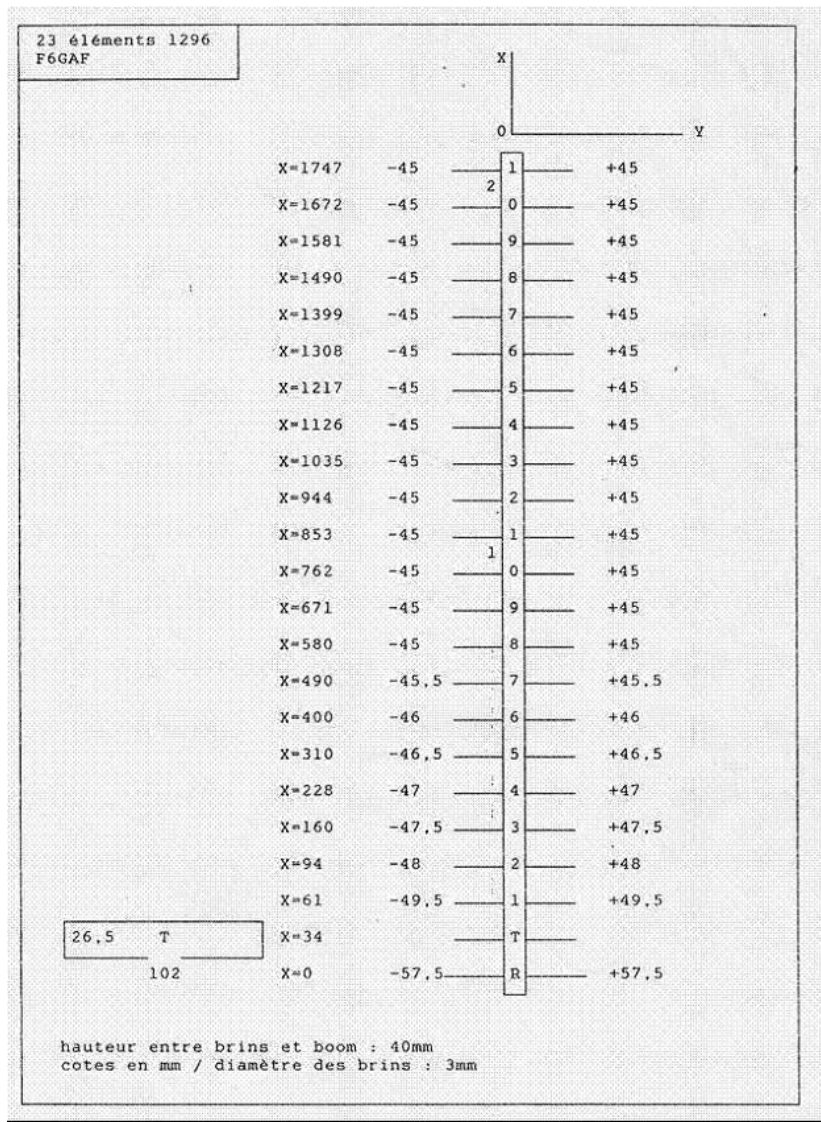 23 éléments 1296
F6GAF
X
O Y
X=1747 -45 1 +45
2
X=1672 -45 0 +45
X=1581 -45 9 +45
X=1490 -45 8 +45
X=1399 -45 7 +45
X=1308 -45 6 +45
X=1217 -45 5 +45
X=1126 -45 4 +45
X=1035 -45 3 +45
X=944 -45 2 +45
X=853 -45 1 +45
1
X=762 -45 0 +45
X=671 -45 9 +45
X=580 -45 8 +45
X=490 -45,5 7 +45,5
X=400 -46 6 +46
X=310 -46,5 5 +46,5
X=228 -47 4 +47
X=160 -47,5 3 +47,5
X=94 -48 2 +48
X=61 -49,5 1 +49,5
26,5 T X=34 T
102 X=0 -57,5 R +57,5
hauteur entre brins et boom : 40mm
cotes en mm / diamètre des brins : 3mm